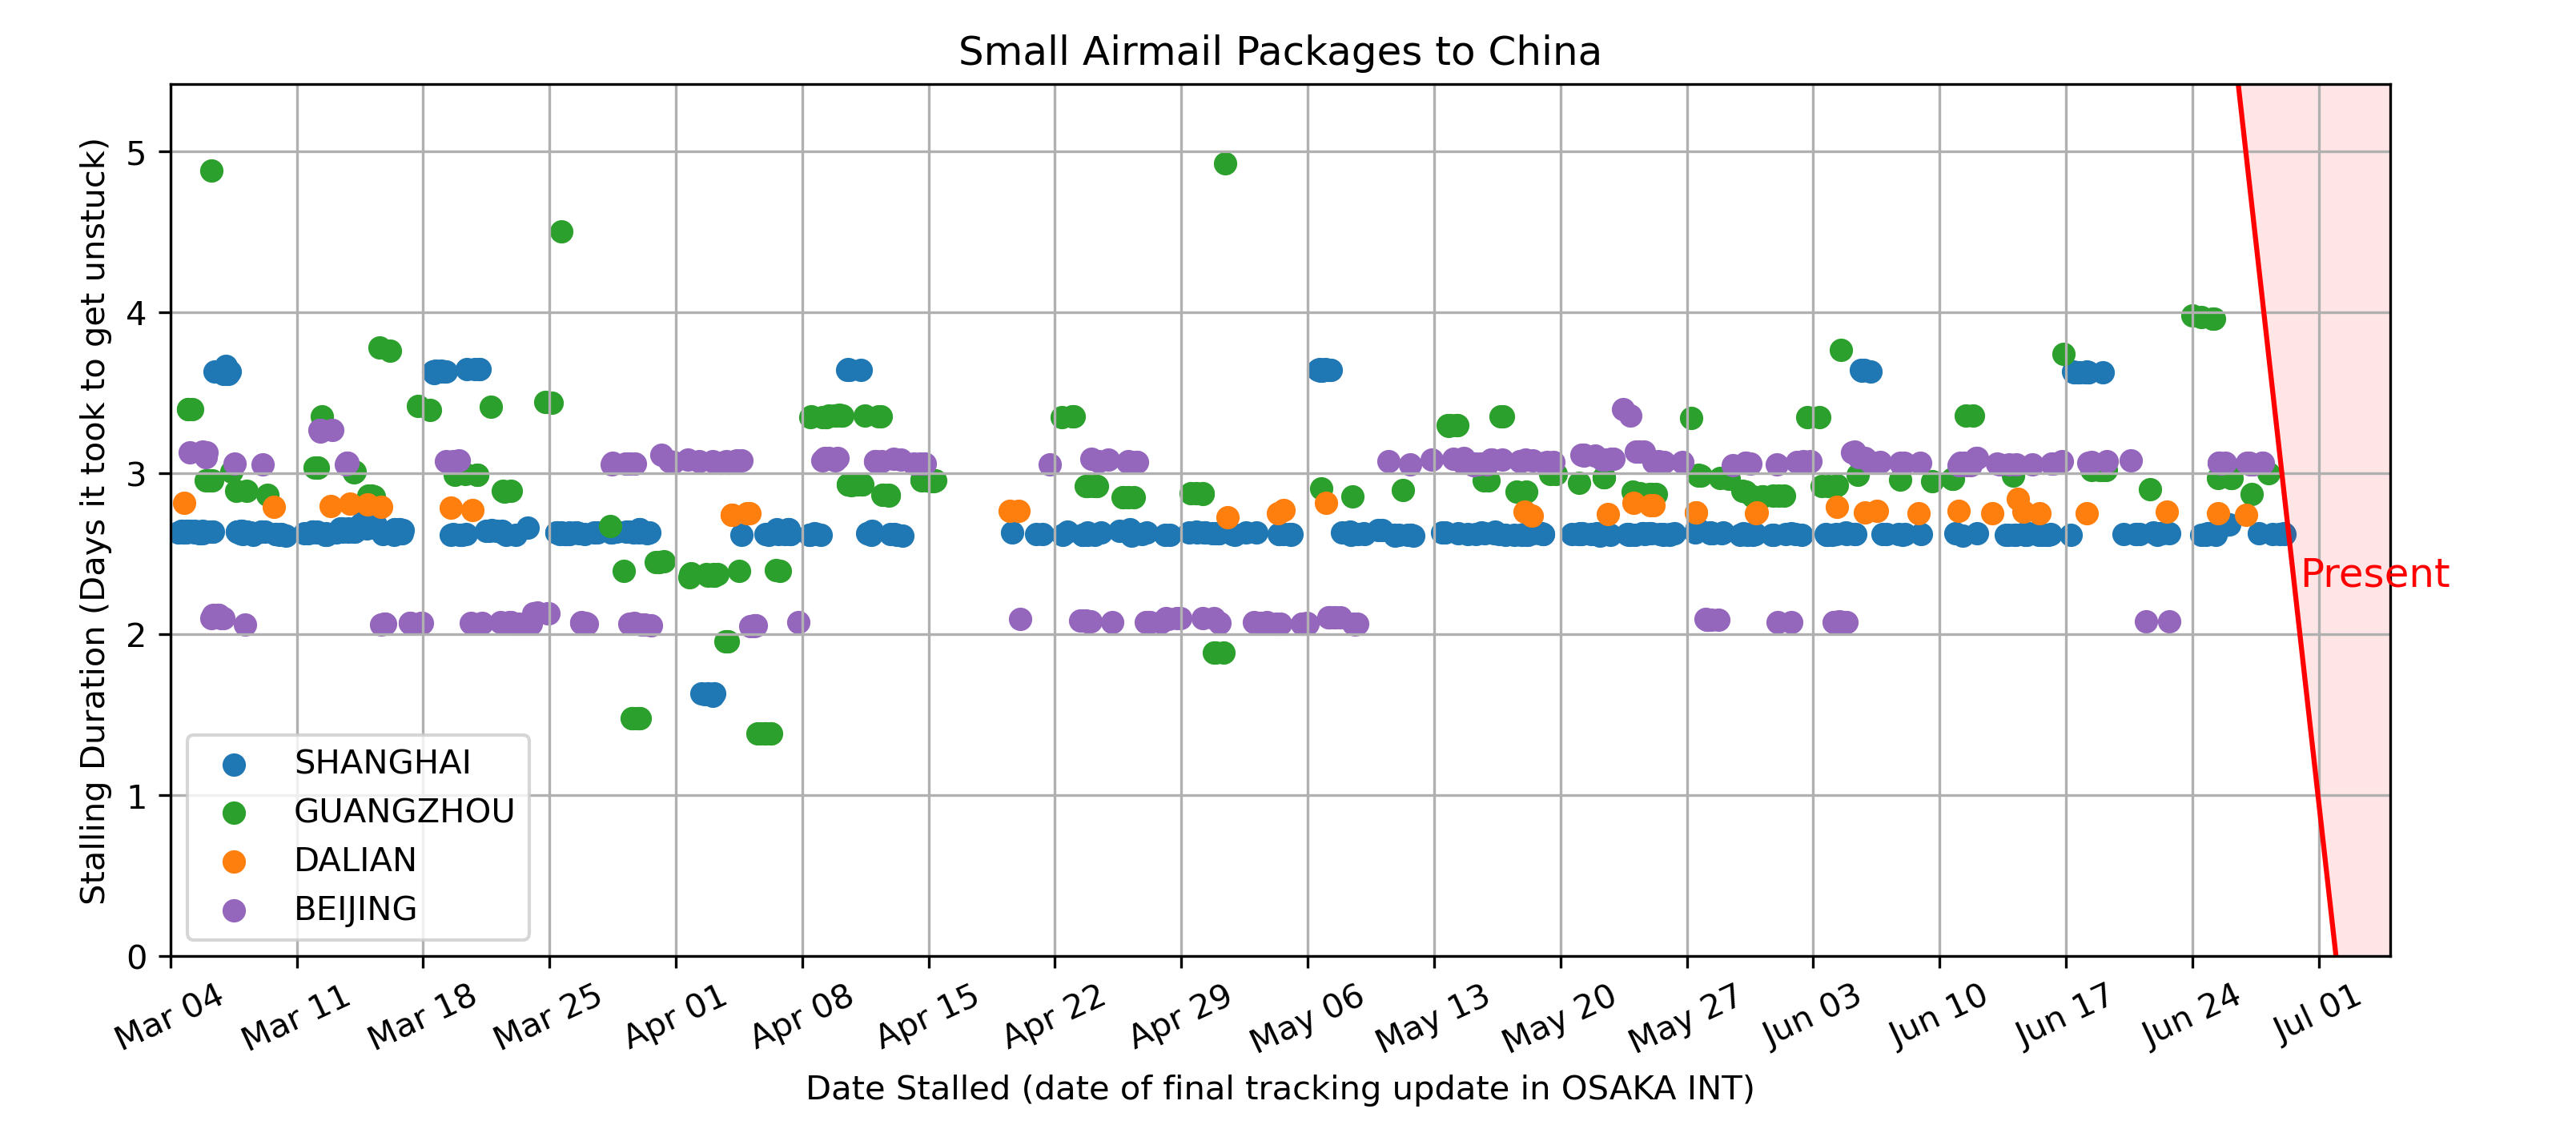 Small Airmail Packages to China
Stalling Duration (Days it took to get unstuck)
5
4
3
2
1
0
Present
SHANGHAI
GUANGZHOU
DALIAN
BEIJING
Mar 04
Mar 11
Mar 18
Mar 25
Apr 01
Apr 08
Apr 15
Apr 22
Apr 29
May 06
May 13
May 20
May 27
Jun 03
Jun 10
Jun 17
Jun 24
Jul 01
Date Stalled (date of final tracking update in OSAKA INT)